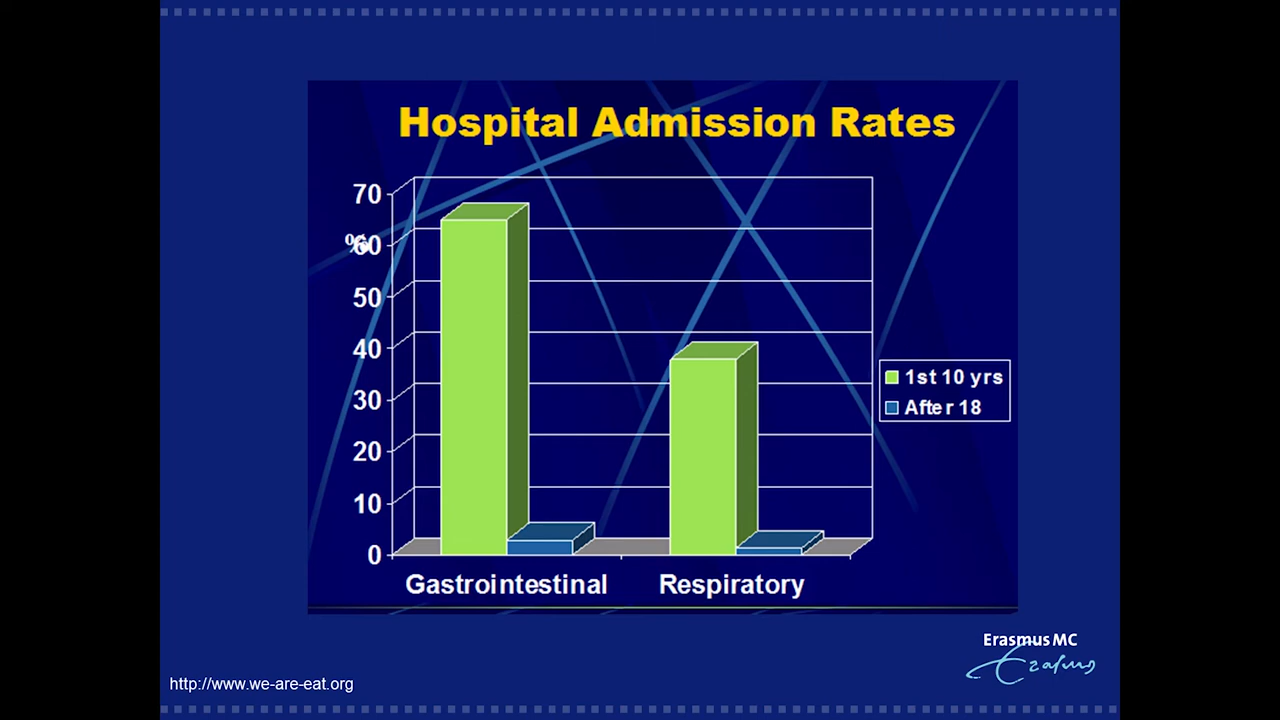 Hospital Admission Rates
70
%
60
50
40
30
20
10
0
Gastrointestinal
Respiratory
1st 10 yrs
After 18
Erasmus MC
Erasmus
http://www.we-are-eat.org